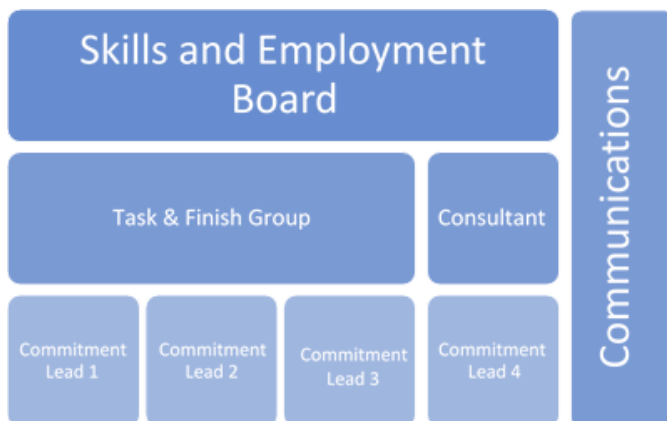 Skills and Employment
Board
Task & Finish Group
Consultant
Commitment
Lead 1
Commitment
Lead 2
Commitment
Lead 3
Commitment
Lead 4
Communications